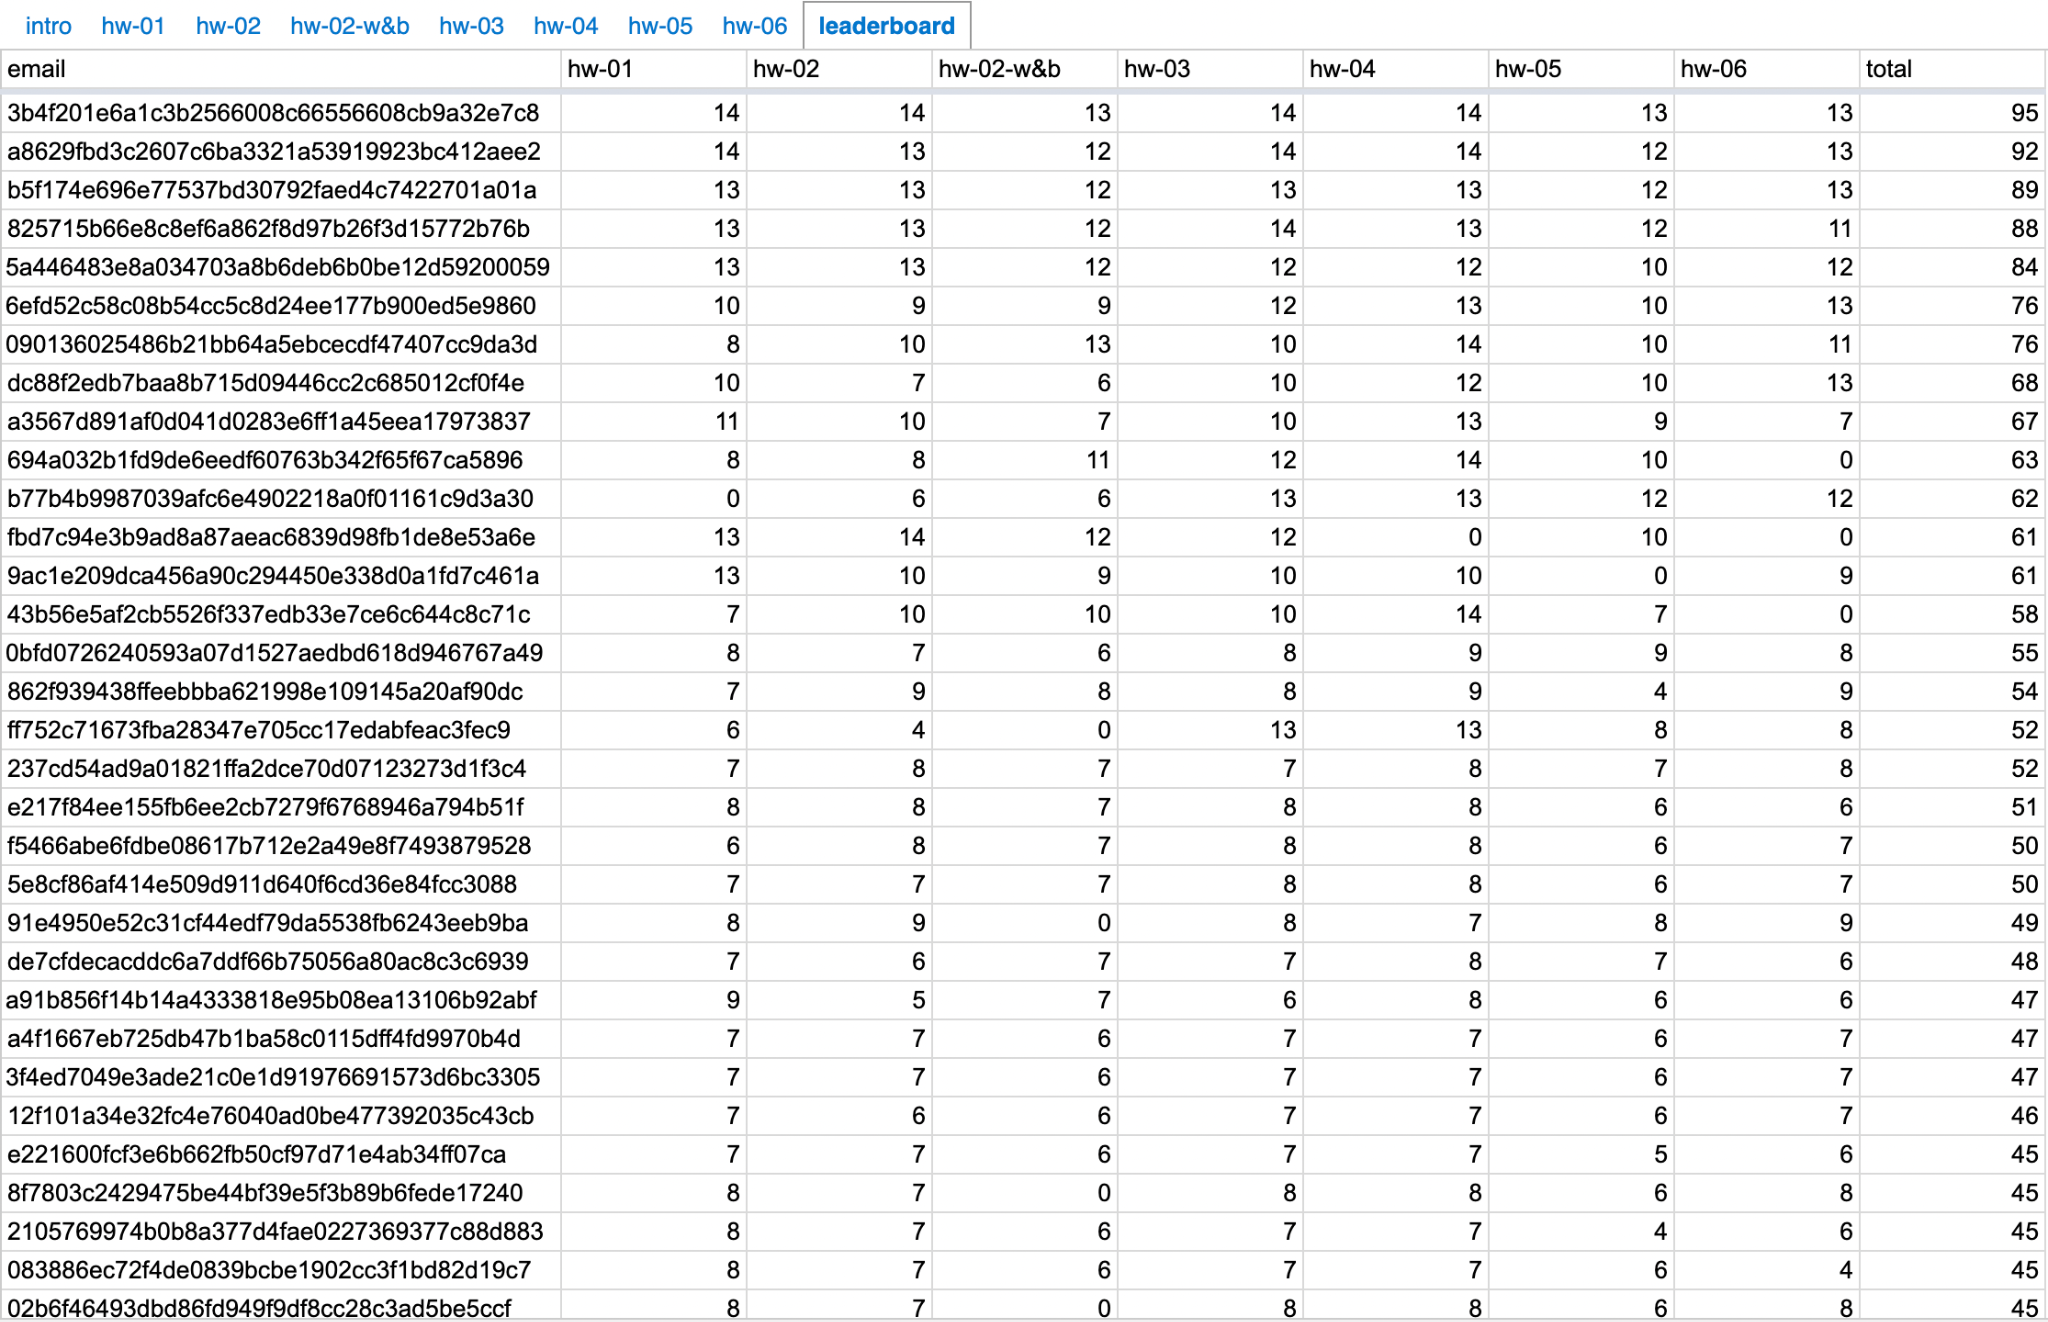 intro hw-01 hw-02 hw-02-w&b hw-03 hw-04 hw-05 hw-06 leaderboard
email hw-01 hw-02 hw-02-w&b hw-03 hw-04 hw-05 hw-06 total
3b4f201e6a1c3b2566008c66556608cb9a32e7c8 14 14 13 14 14 13 13 95
a8629fbd3c2607c6ba3321a53919923bc412aee2 14 13 12 14 14 12 13 92
b5f174e696e77537bd30792faed4c7422701a01a 13 13 12 13 13 12 13 89
825715b66e8c8ef6a862f8d97b26f3d15772b76b 13 13 12 14 13 12 11 88
5a446483e8a034703a8b6deb6b0be12d59200059 13 13 12 12 12 10 12 84
6efd52c58c08b54cc5c8d24ee177b900ed5e9860 10 9 9 12 13 10 13 76
090136025486b21bb64a5ebcecdf47407cc9da3d 8 10 13 10 14 10 11 76
dc88f2edb7baa8b715d09446cc2c685012cf0f4e 10 7 6 10 12 10 13 68
a3567d891af0d041d0283e6ff1a45eea17973837 11 10 7 10 13 9 7 67
694a032b1fd9de6eedf60763b342f65f67ca5896 8 8 11 12 14 10 0 63
b77b4b9987039afc6e4902218a0f01161c9d3a30 0 6 6 13 13 12 12 62
fbd7c94e3b9ad8a87aeac6839d98fb1de8e53a6e 13 14 12 12 0 10 0 61
9ac1e209dca456a90c294450e338d0a1fd7c461a 13 10 9 10 10 0 9 61
43b56e5af2cb5526f337edb33e7ce6c644c8c71c 7 10 10 10 14 7 0 58
0bfd0726240593a07d1527aedbd618d946767a49 8 7 6 8 9 9 8 55
862f939438ffeebbba621998e109145a20af90dc 7 9 8 8 9 4 9 54
ff752c71673fba28347e705cc17edabfeac3fec9 6 4 0 13 13 8 8 52
237cd54ad9a01821ffa2dce70d07123273d1f3c4 7 8 7 7 8 7 8 52
e217f84ee155fb6ee2cb7279f6768946a794b51f 8 8 7 8 8 6 6 51
f5466abe6fdbe08617b712e2a49e8f7493879528 6 8 7 8 8 6 7 50
5e8cf86af414e509d911d640f6cd36e84fcc3088 7 7 7 8 8 6 7 50
91e4950e52c31cf44edf79da5538fb6243eeb9ba 8 9 0 8 7 8 9 49
de7cfdecacddc6a7ddf66b75056a80ac8c3c6939 7 6 7 7 8 7 6 48
a91b856f14b14a4333818e95b08ea13106b92abf 9 5 7 6 8 6 6 47
a4f1667eb725db47b1ba58c0115dff4fd9970b4d 7 7 6 7 7 6 7 47
3f4ed7049e3ade21c0e1d91976691573d6bc3305 7 7 6 7 7 6 7 47
12f101a34e32fc4e76040ad0be477392035c43cb 7 6 6 7 7 6 7 46
e221600fcf3e6b662fb50cf97d71e4ab34ff07ca 7 7 6 7 7 5 6 45
8f7803c2429475be44bf39e5f3b89b6fede17240 8 7 0 8 8 6 8 45
2105769974b0b8a377d4fae0227369377c88d883 8 7 6 7 7 4 6 45
083886ec72f4de0839bcbe1902cc3f1bd82d19c7 8 7 6 7 7 6 4 45
02b6f46493dbd86fd949f9df8cc28c3ad5be5ccf 8 7 0 8 8 6 8 45